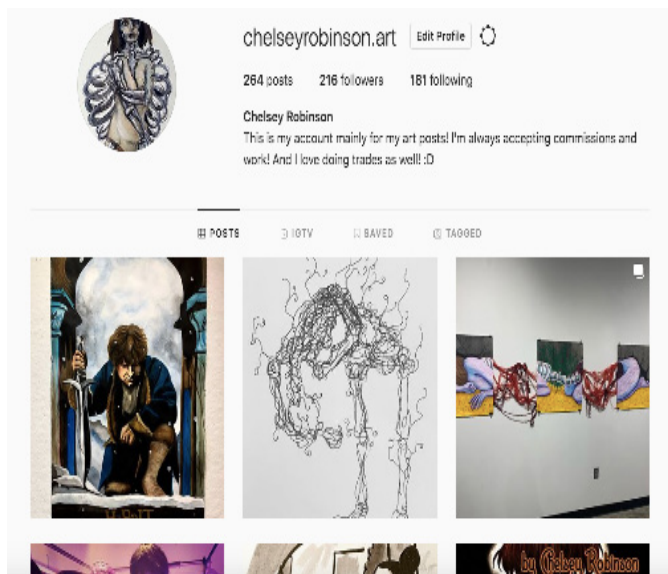 chelseyrobinson.art Edit Profile
264 posts 216 followers 181 following
Chelsey Robinson
This is my account mainly for my art posts! I'm always accepting commissions and
work! And I love doing trades as well! :D
POSTS IGTV SAVED TAGGED
by Chelsey Robinson